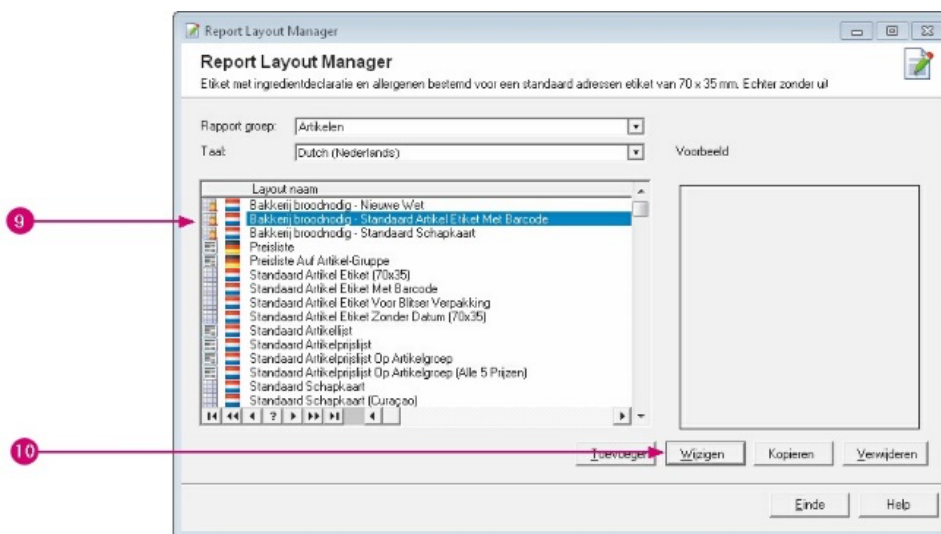 Report Layout Manager
Report Layout Manager
Etiket met ingredientdeclaratie en allergenen bestemd voor een standaard adressen etiket van 70 x 35 mm. Echter zonder uit
Rapport groep: Artikelen
Taal: Dutch (Nederlands) Voorbeeld
Layout naam
Bakkerij broodnodig - Nieuwe Wet
9 Bakkerij broodnodig - Standaard Artikel Etiket Met Barcode
Bakkerij broodnodig - Standaard Schapkaart
Preisliste
Preisliste Auf Artikel-Gruppe
Standaard Artikel Etiket (70x35)
Standaard Artikel Etiket Met Barcode
Standaard Artikel Etiket Voor Blitser Verpakking
Standaard Artikel Etiket Zonder Datum (70x35)
Standaard Artikellijst
Standaard Artikelprijslijst
Standaard Artikelprijslijst Op Artikelgroep
Standaard Artikelprijslijst Op Artikelgroep (Alle 5 Prijzen)
Standaard Schapkaart
Standaard Schapkaart (Curaçao)
?
10 Toevoegen Wijzigen Kopieren Verwijderen
Einde Help